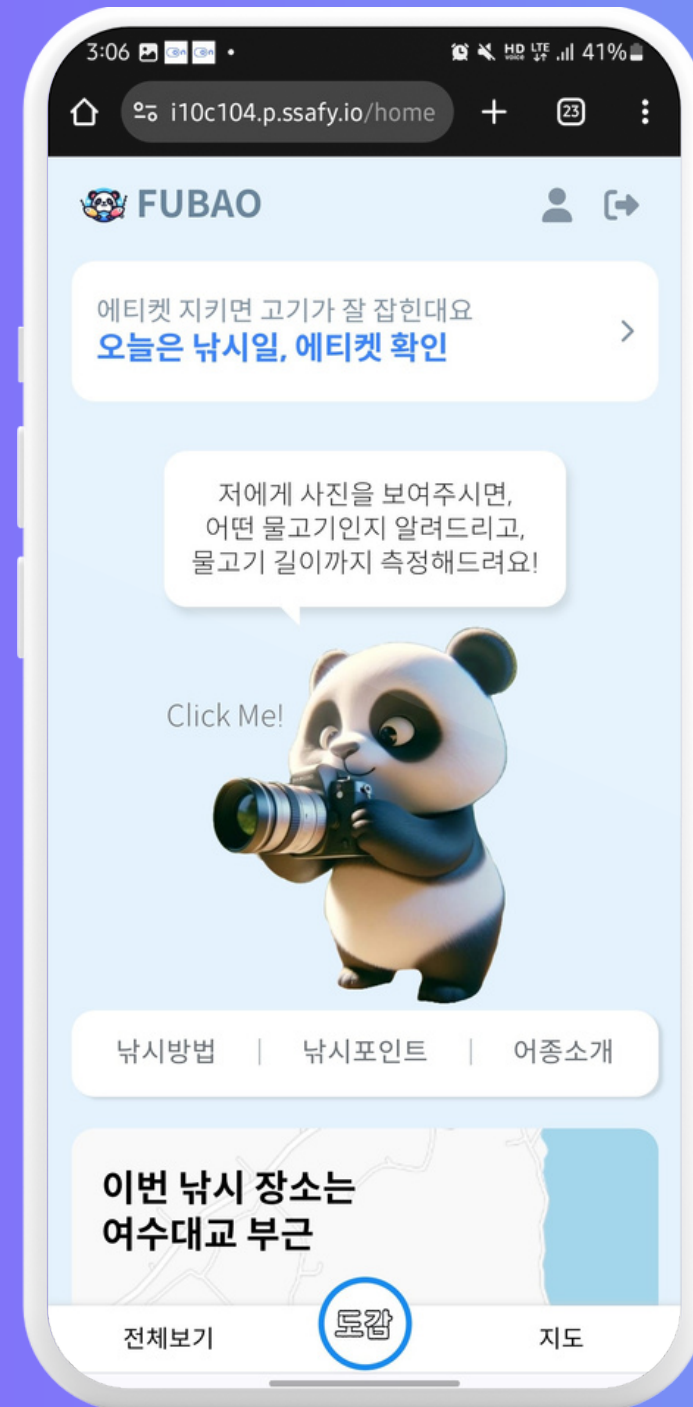 3:06
HD voice LTE 41%
i10c104.p.ssafy.io/home
23
FUBAO
에티켓 지키면 고기가 잘 잡힌대요
오늘은 낚시일, 에티켓 확인
저에게 사진을 보여주시면,
어떤 물고기인지 알려드리고,
물고기 길이까지 측정해드려요!
Click Me!
낚시방법 | 낚시포인트 | 어종소개
이번 낚시 장소는
여수대교 부근
전체보기 도감 지도